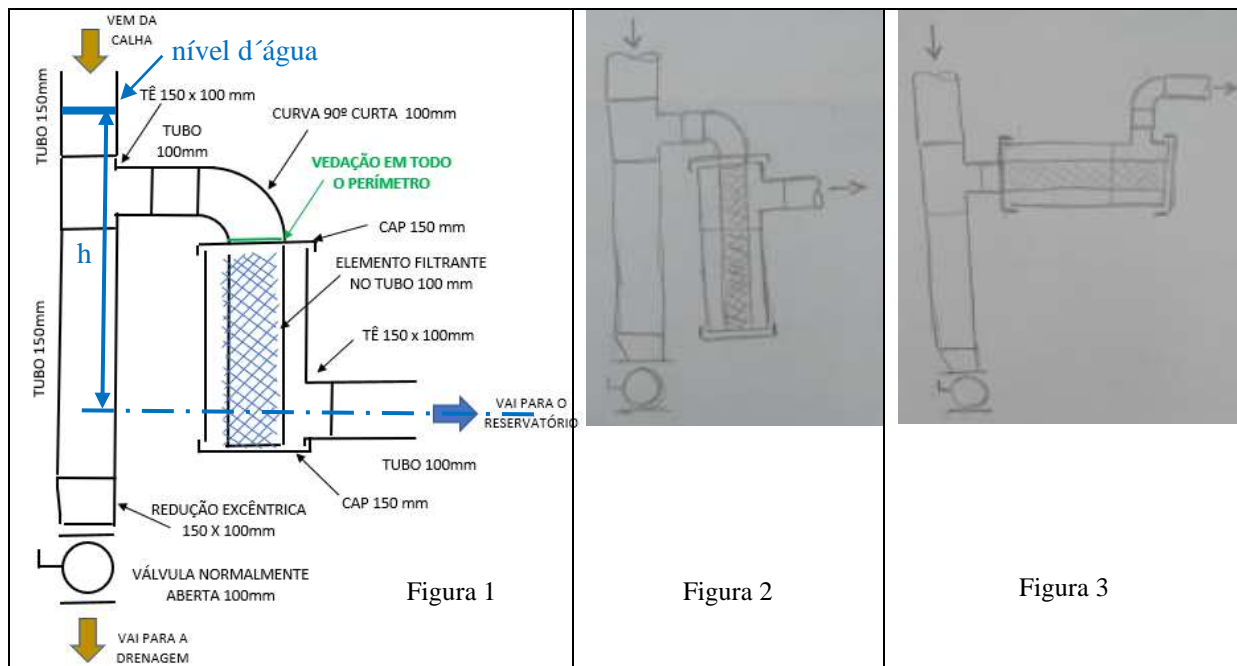 VEM DA
CALHA
nível d´água
TUBO 150mm
TÊ 150 x 100 mm
TUBO
100mm
CURVA 90º CURTA 100mm
VEDAÇÃO EM TODO
O PERÍMETRO
CAP 150 mm
h
ELEMENTO FILTRANTE
NO TUBO 100 mm
TUBO 150mm
TÊ 150 x 100mm
VAI PARA O
RESERVATÓRIO
TUBO 100mm
CAP 150 mm
REDUÇÃO EXCÊNTRICA
150 X 100mm
VÁLVULA NORMALMENTE
ABERTA 100mm
VAI PARA A
DRENAGEM
Figura 1
Figura 2
Figura 3